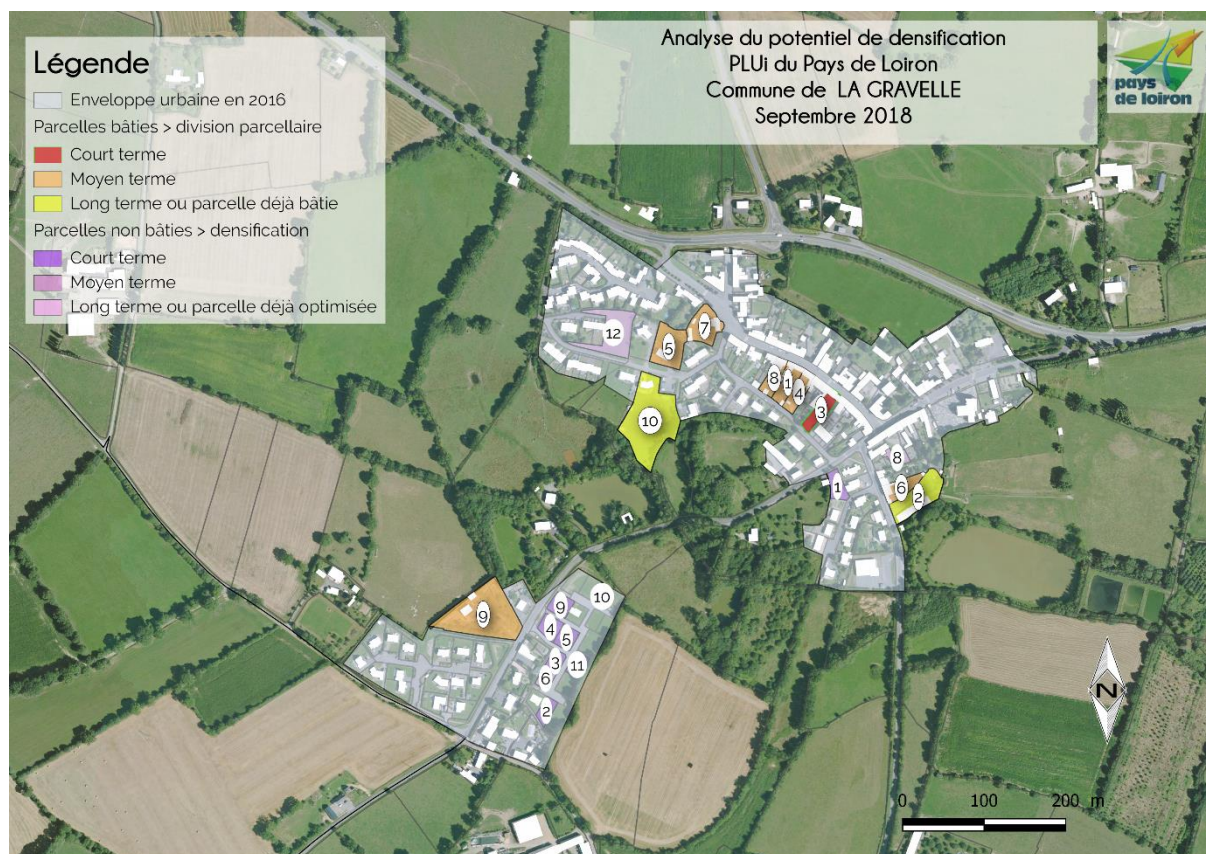 Analyse du potentiel de densification
PLUi du Pays de Loiron
Commune de LA GRAVELLE
Septembre 2018
pays
de loiron
Légende
Enveloppe urbaine en 2016
Parcelles bâties > division parcellaire
Court terme
Moyen terme
Long terme ou parcelle déjà bâtie
Parcelles non bâties > densification
Court terme
Moyen terme
Long terme ou parcelle déjà optimisée
12
5
7
8
1
4
3
10
8
1
6
2
9
9
10
4
5
3
11
6
2
N
0 100 200 m